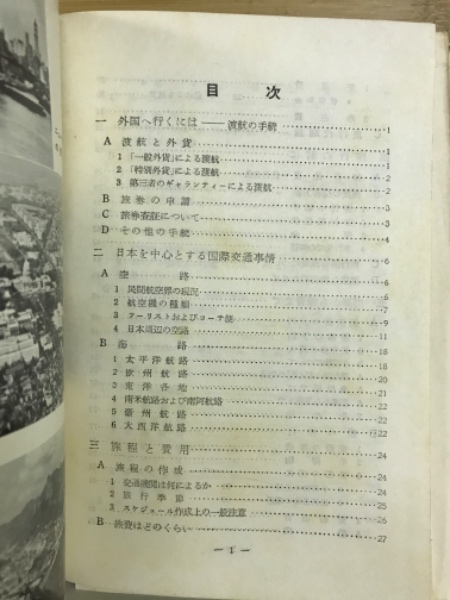 目次
一 外国へ行くには——渡航の手続 1
A 渡航と外貨
1 「一般外貨」による渡航
2 「特別外貨」による渡航
3 第三者のギャランティーによる渡航
B 旅券の申請 3
C 旅券査証について 3
D その他の手続 4
二 日本を中心とする国際交通事情 6
A 空路 6
1 民間航空界の現況 6
2 航空機の種類 7
3 ツーリストおよびコーチ 9
4 日本周辺の空路 11
B 海路 18
1 太平洋航路 18
2 欧州航路 20
3 東洋各地 21
4 南米航路および南阿航路 22
5 豪州航路 22
6 大西洋航路 22
三 旅程と費用 24
A 旅程の作成 24
1 交通機関は何によるか 24
2 旅行季節 25
3 スケジュール作成上の一般注意 26
B 旅費はどのくらい 27
— 1 —